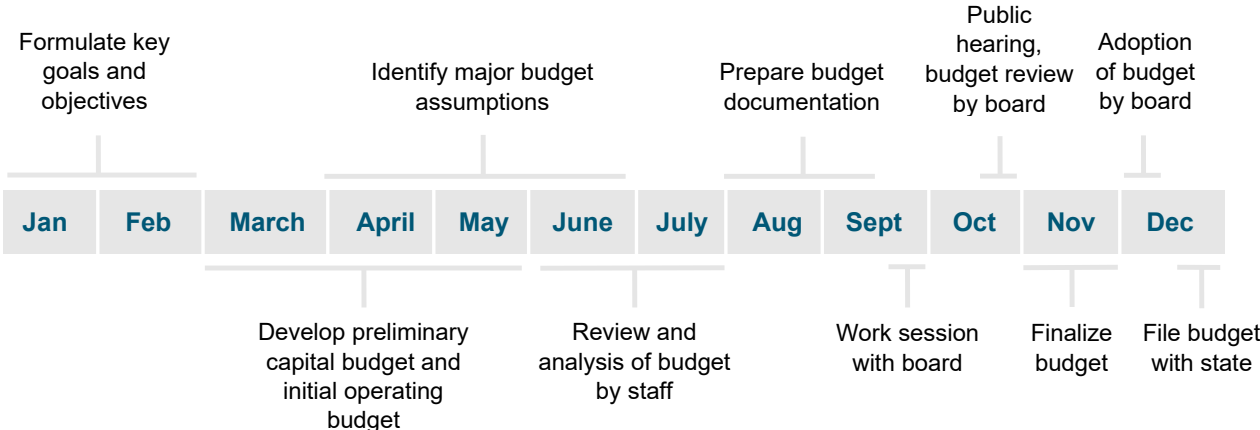 Formulate key
goals and
objectives
Identify major budget
assumptions
Prepare budget
documentation
Public
hearing,
budget review
by board
Adoption
of budget
by board
Jan Feb March April May June July Aug Sept Oct Nov Dec
Develop preliminary
capital budget and
initial operating
budget
Review and
analysis of budget
by staff
Work session
with board
Finalize
budget
File budget
with state